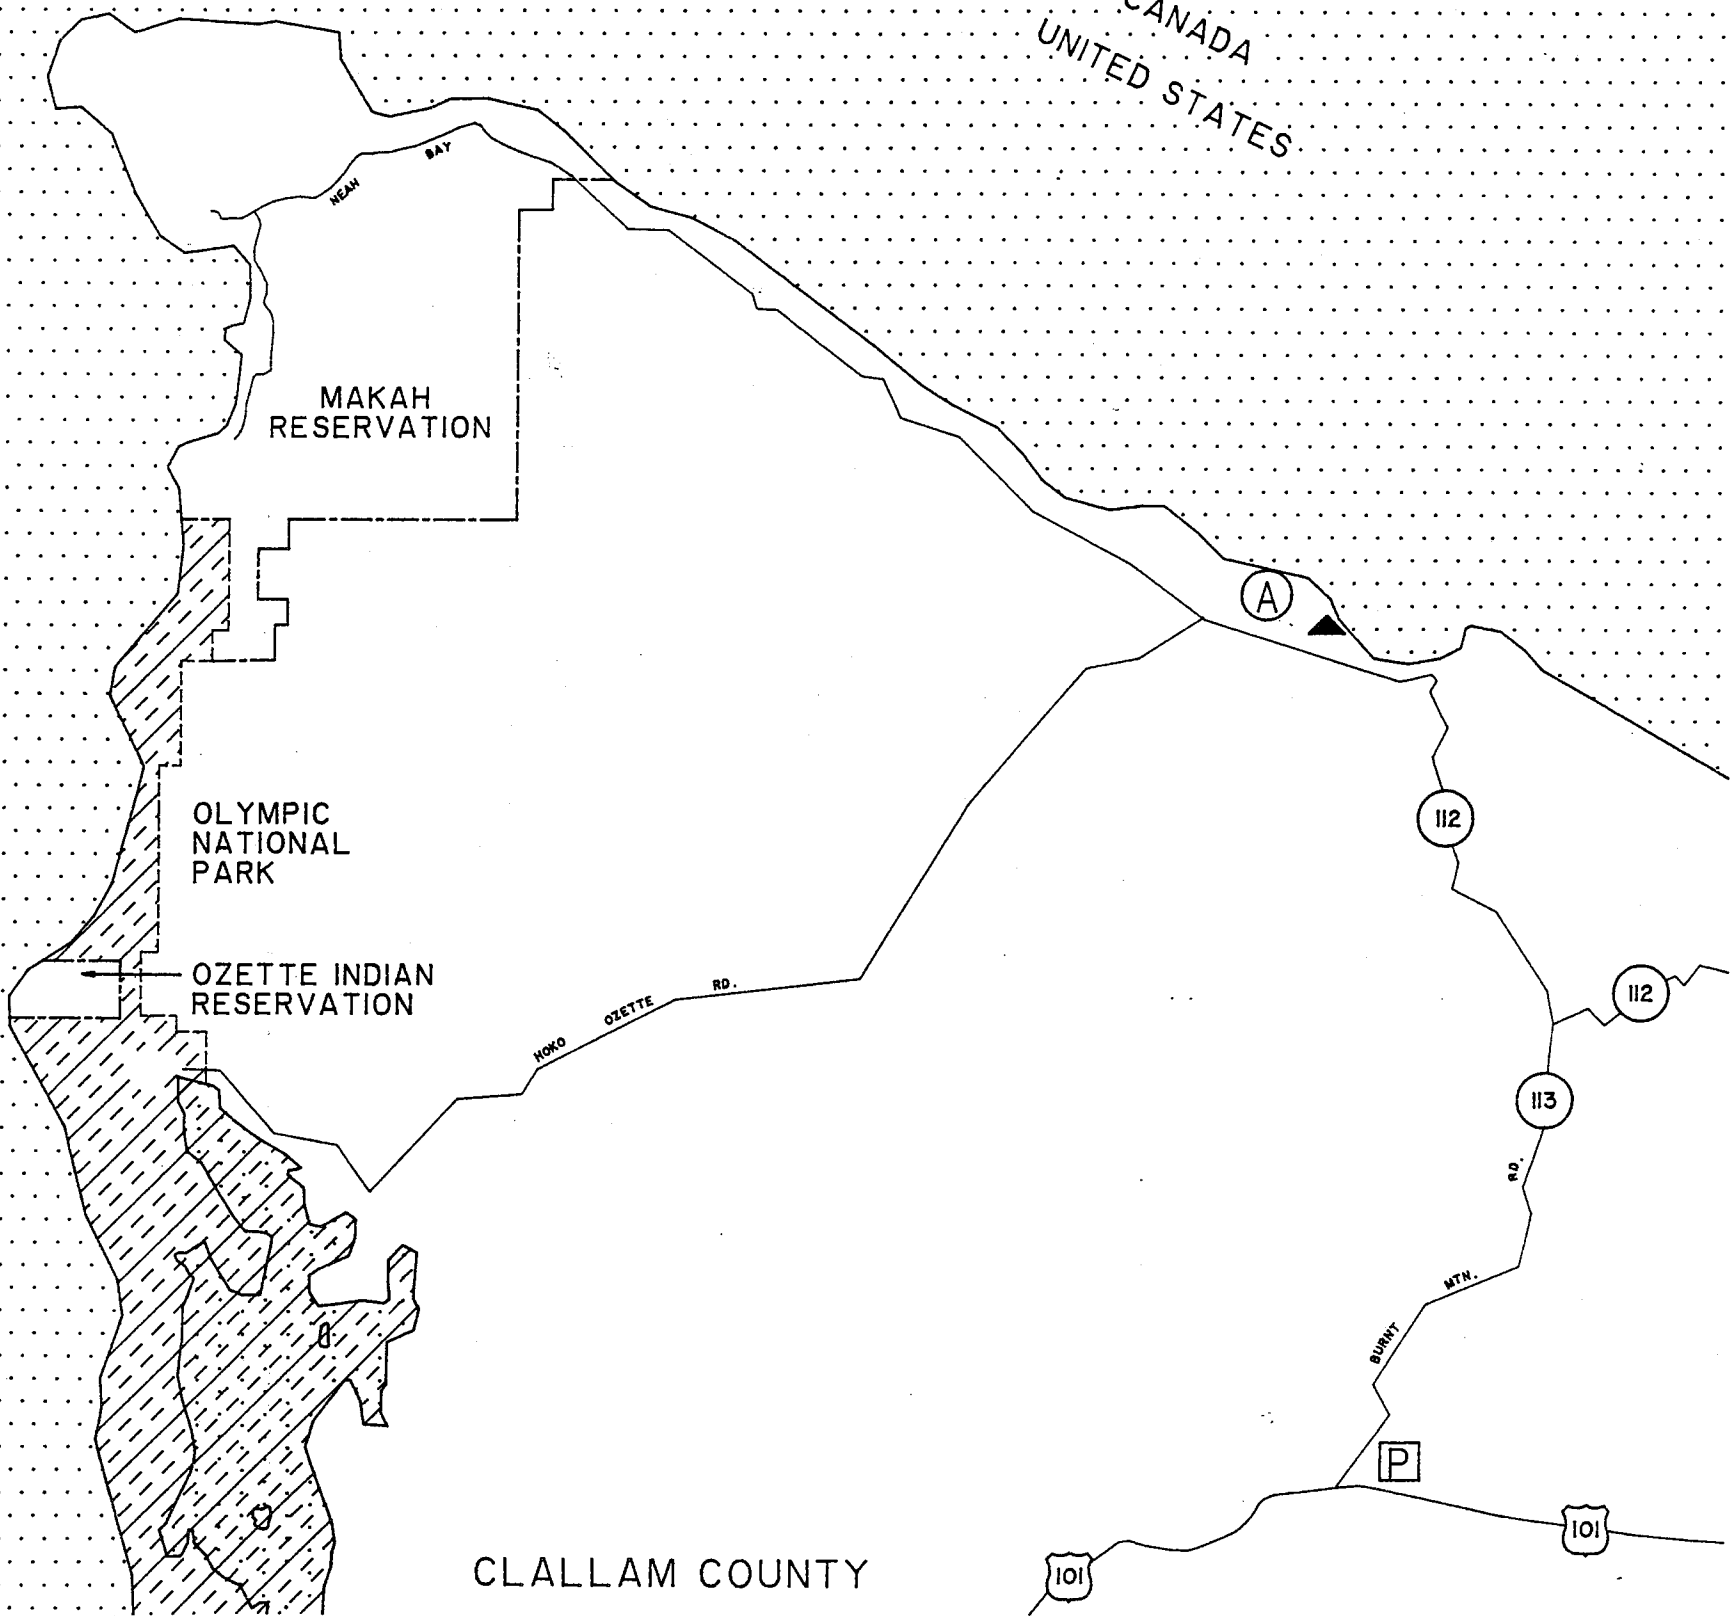 CANADA
UNITED STATES
NEAH BAY
MAKAH
RESERVATION
A
OLYMPIC
NATIONAL
PARK
112
OZETTE INDIAN
RESERVATION
112
HOKO OZETTE RD.
113
BURNT MTN. RD.
P
101
101
CLALLAM COUNTY